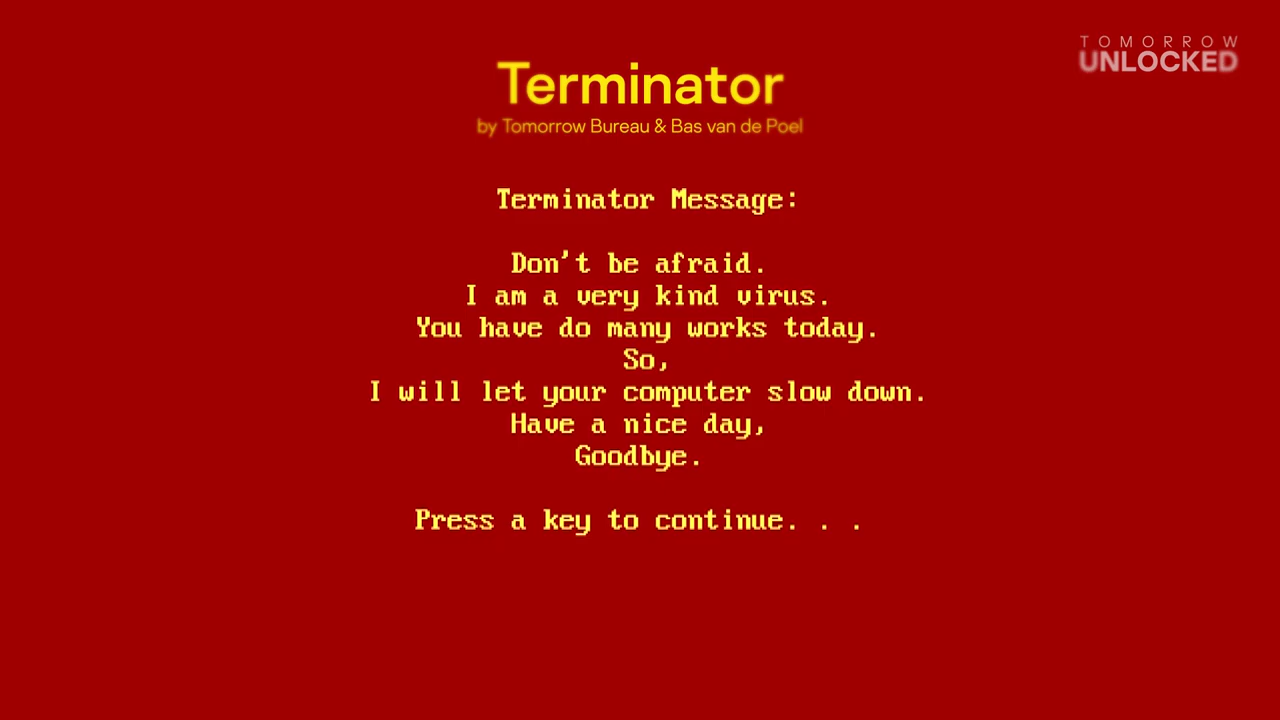 TOMORROW
UNLOCKED
Terminator
by Tomorrow Bureau & Bas van de Poel
Terminator Message:
Don't be afraid.
I am a very kind virus.
You have do many works today.
So,
I will let your computer slow down.
Have a nice day,
Goodbye.
Press a key to continue. . .